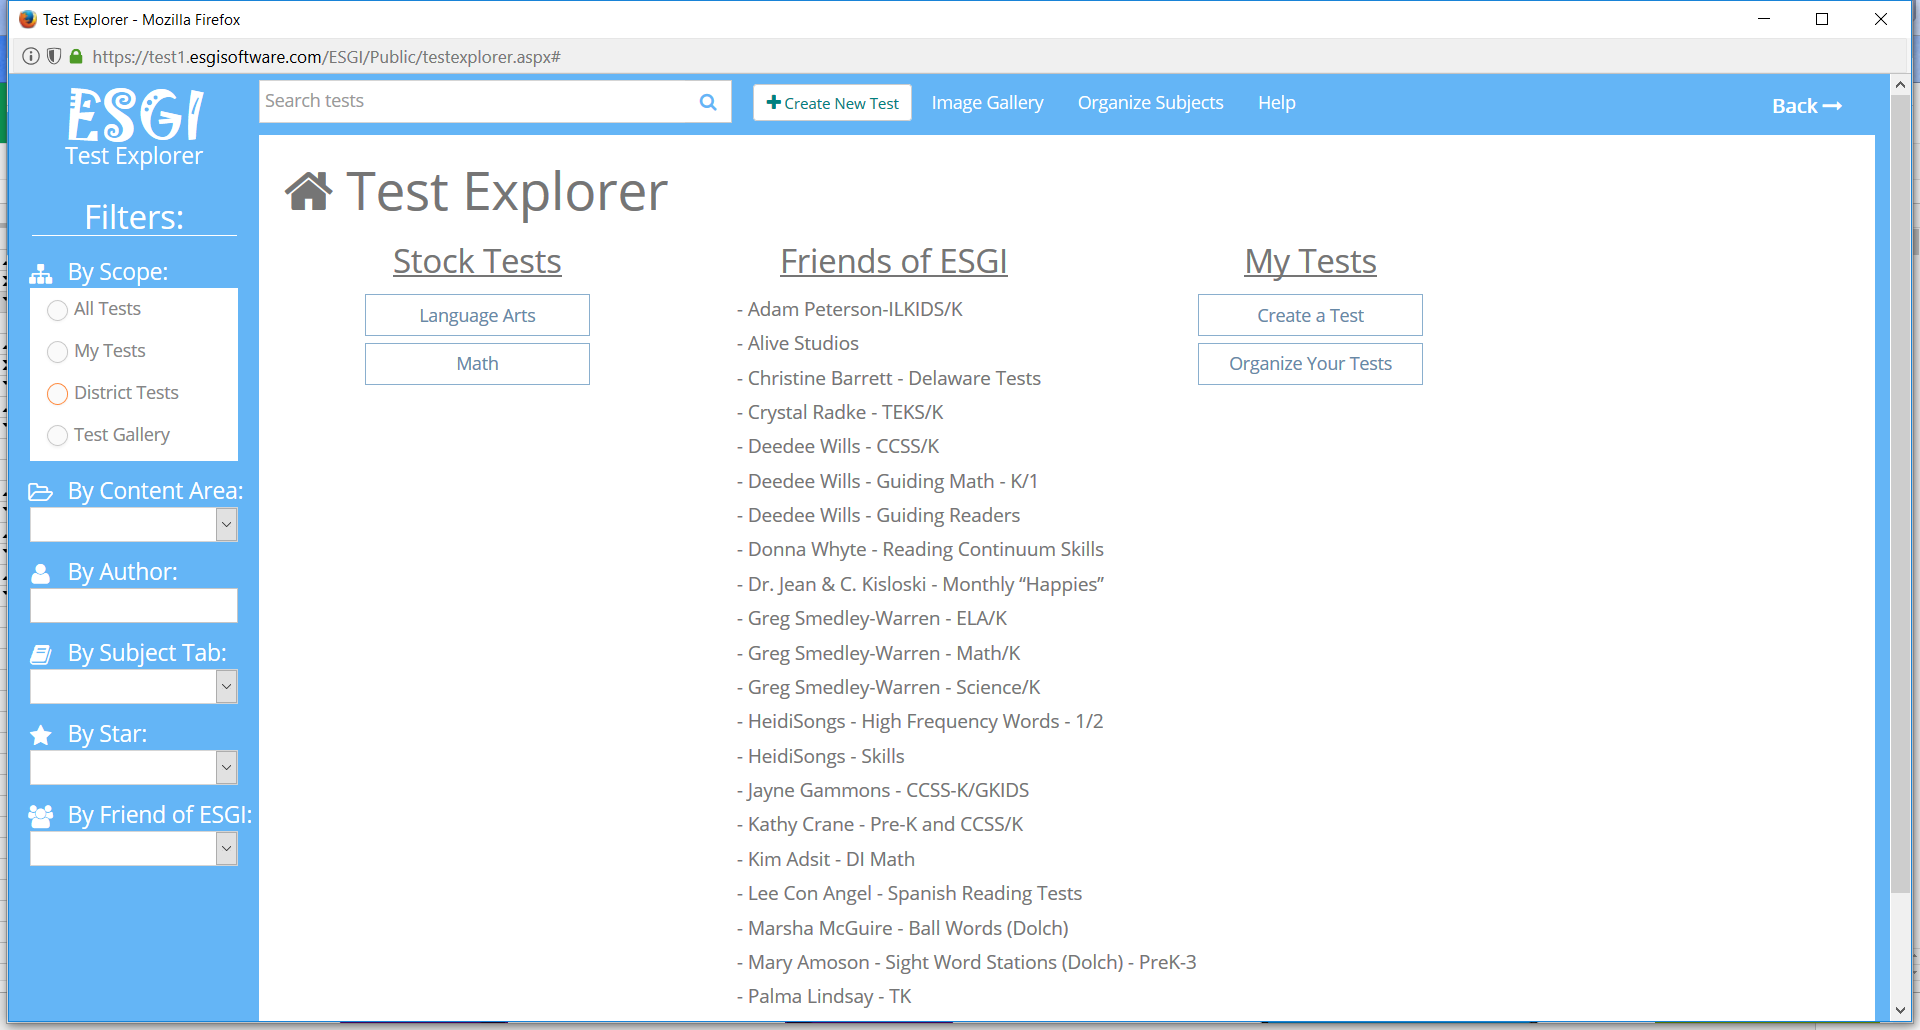 Test Explorer - Mozilla Firefox
https://test1.esgisoftware.com/ESGI/Public/testexplorer.aspx#
ESGI
Test Explorer
Search tests
Create New Test
Image Gallery
Organize Subjects
Help
Back
Filters:
By Scope:
All Tests
My Tests
District Tests
Test Gallery
By Content Area:
By Author:
By Subject Tab:
By Star:
By Friend of ESGI:
Test Explorer
Stock Tests
Language Arts
Math
Friends of ESGI
- Adam Peterson-ILKIDS/K
- Alive Studios
- Christine Barrett - Delaware Tests
- Crystal Radke - TEKS/K
- Deedee Wills - CCSS/K
- Deedee Wills - Guiding Math - K/1
- Deedee Wills - Guiding Readers
- Donna Whyte - Reading Continuum Skills
- Dr. Jean & C. Kisloski - Monthly “Happies”
- Greg Smedley-Warren - ELA/K
- Greg Smedley-Warren - Math/K
- Greg Smedley-Warren - Science/K
- HeidiSongs - High Frequency Words - 1/2
- HeidiSongs - Skills
- Jayne Gammons - CCSS-K/GKIDS
- Kathy Crane - Pre-K and CCSS/K
- Kim Adsit - DI Math
- Lee Con Angel - Spanish Reading Tests
- Marsha McGuire - Ball Words (Dolch)
- Mary Amoson - Sight Word Stations (Dolch) - PreK-3
- Palma Lindsay - TK
My Tests
Create a Test
Organize Your Tests